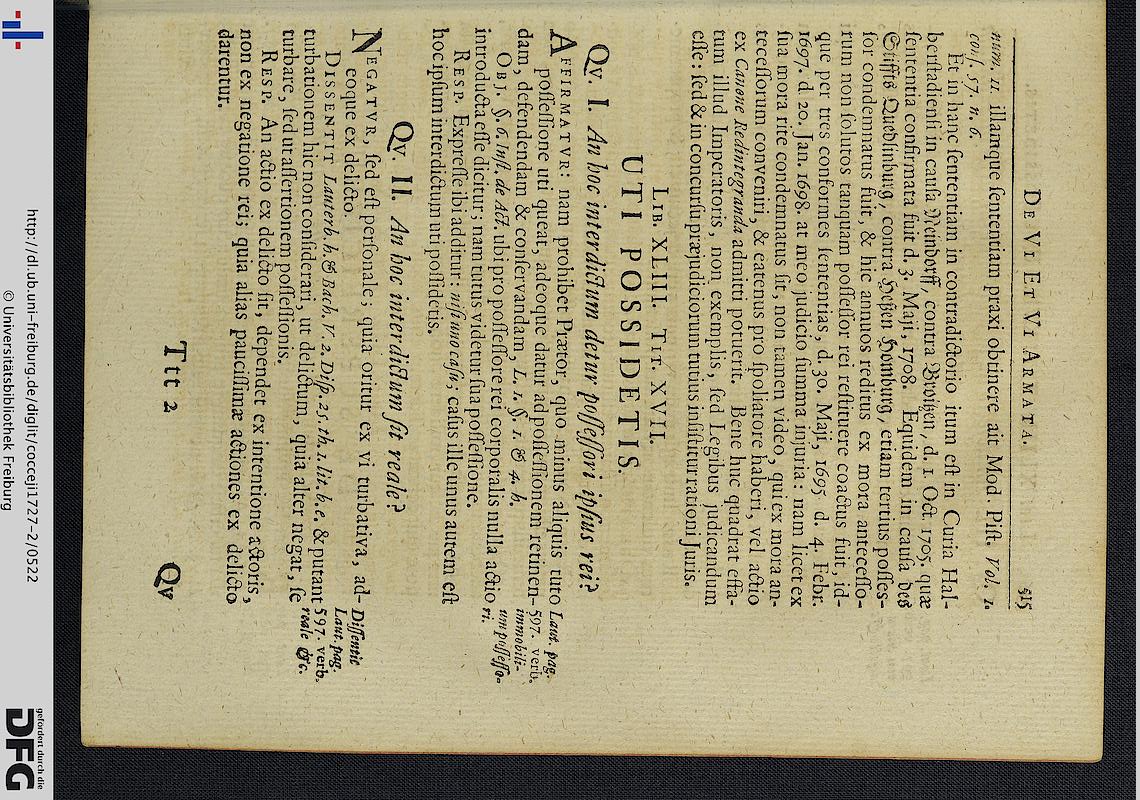 DE VI ET VI ARMATA. 515
num. 11. illamque ſententiam praxi obtinere ait Mod. Piſt. Vol. 1.
conſ. 57. n. 6.
Et in hanc ſententiam in contradictorio itum eſt in Curia Hal-
berſtadienſi in cauſa Neindorff, contra , d. 1 Oct. 1705. quæ
ſententia confirmata fuit d. 3. Maji, 1708. Equidem in cauſa des
Stiffts Quedlinburg, contra Heſſen Homburg, etiam tertius poſſeſ-
ſor condemnatus fuit, & hic annuos reditus ex mora anteceſſo-
rum non ſolutos tanquam poſſeſſor rei reſtituere coactus fuit, id-
que per tres conformes ſententias, d. 30. Maji, 1695 d. 4. Febr.
1697. d. 20. Jan. 1698. at meo judicio ſumma injuria: nam licet ex
ſua mora rite condemnatus ſit, non tamen video, qui ex mora an-
teceſſorum conveniri, & eatenus pro ſpoliatore haberi, vel actio
ex Canone Redintegranda admitti potuerit. Bene huc quadrat effa-
tum illud Imperatoris, non exemplis, ſed Legibus judicandum
eſſe: ſed & in concurſu præjudiciorum tutius inſiſtitur rationi Juris.
LIB. XLIII. TIT. XVII.
UTI POSSIDETIS.
Qv. I. An hoc interdictum detur poſſeſſori ipſius rei?
AFFIRMATVR: nam prohibet Prætor, quo minus aliquis tuto
poſſeſſione uti queat, adeoque datur ad poſſeſſionem retinen-
dam, defendendam & conſervandam, L. 1. §. 1. & 4. h.
OBJ. §. 6. Inſt. de Act. ubi pro poſſeſſore rei corporalis nulla actio
introducta eſſe dicitur; nam tutus videtur ſua poſſeſſione.
RESP. Expreſſe ibi additur: niſi uno caſu; caſus ille unus autem eſt
hoc ipſum interdictum uti poſſidetis.
Laut. pag.
597. verb.
immobili-
um poſſeſſo-
ri.
Qv. II. An hoc interdictum ſit reale?
NEGATVR, ſed eſt perſonale; quia oritur ex vi turbativa, ad-
eoque ex delicto.
DISSENTIT Lauterb. h. & Bach. V. 2. Diſp. 25. th. 1. lit. b. e. & putant
turbationem hic non conſiderari, ut delictum, quia alter negat, ſe
turbare, ſed ut aſſertionem poſſeſſionis.
RESP. An actio ex delicto ſit, dependet ex intentione actoris,
non ex negatione rei; quia alias pauciſſimæ actiones ex delicto
darentur.
Diſſentit
Laut. pag.
597. verb.
reale &c.
Ttt 2 Qv
http://dl.ub.uni-freiburg.de/diglit/cocceji1727-2/0522
© Universitätsbibliothek Freiburg
gefördert durch die
DFG